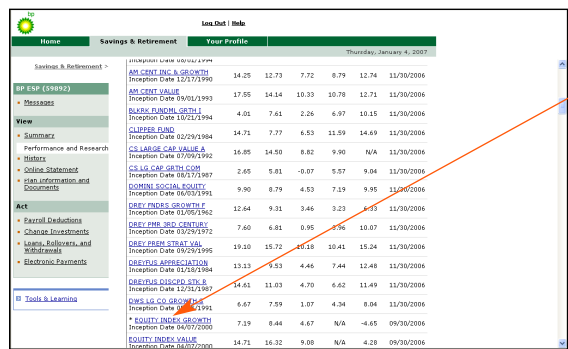 bp
Log Out | Help
Home Savings & Retirement Your Profile
Thursday, January 4, 2007
Savings & Retirement >
BP ESP (59892)
Messages
View
Summary
Performance and Research
History
Online Statement
Plan Information and
Documents
Act
Payroll Deductions
Change Investments
Loans, Rollovers, and
Withdrawals
Electronic Payments
Tools & Learning
Inception Date 08/01/1994
AM CENT INC & GROWTH 14.25 12.73 7.72 8.79 12.74 11/30/2006
Inception Date 12/17/1990
AM CENT VALUE 17.55 14.14 10.33 10.78 12.71 11/30/2006
Inception Date 09/01/1993
BLKRK FUNDML GRTH I 4.01 7.61 2.26 6.97 10.15 11/30/2006
Inception Date 10/21/1994
CLIPPER FUND 14.71 7.77 6.53 11.59 14.69 11/30/2006
Inception Date 02/29/1984
CS LARGE CAP VALUE A 16.85 14.50 8.82 9.90 N/A 11/30/2006
Inception Date 07/09/1992
CS LG CAP GRTH COM 2.65 5.81 -0.07 5.57 9.04 11/30/2006
Inception Date 08/17/1987
DOMINI SOCIAL EQUITY 9.90 8.79 4.53 7.19 9.95 11/30/2006
Inception Date 06/03/1991
DREY FNDRS GROWTH F 12.64 9.31 3.46 3.23 6.33 11/30/2006
Inception Date 01/05/1962
DREY PMR 3RD CENTURY 7.60 6.81 0.95 3.96 10.07 11/30/2006
Inception Date 03/29/1972
DREY PREM STRAT VAL 19.10 15.72 10.18 10.41 15.24 11/30/2006
Inception Date 09/29/1995
DREYFUS APPRECIATION 13.13 9.53 4.46 7.44 12.48 11/30/2006
Inception Date 01/18/1984
DREYFUS DISCPD STK R 14.61 11.03 4.70 6.62 11.49 11/30/2006
Inception Date 12/31/1987
DWS LG CO GROWTH S 6.67 7.59 1.07 4.34 8.04 11/30/2006
Inception Date /1991
* EQUITY INDEX GROWTH 7.19 8.44 4.67 N/A -4.65 09/30/2006
Inception Date 04/07/2000
EQUITY INDEX VALUE 14.71 16.32 9.08 N/A 4.28 09/30/2006
Inception Date 04/07/2000